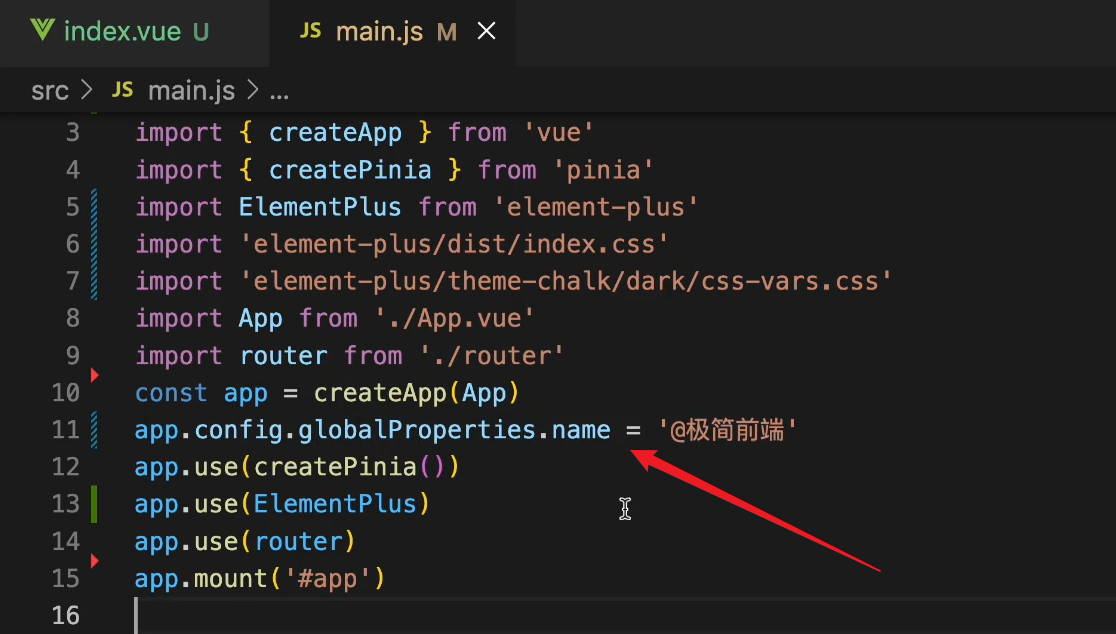 index.vue U JS main.js M
src > JS main.js > ...
3 import { createApp } from 'vue'
4 import { createPinia } from 'pinia'
5 import ElementPlus from 'element-plus'
6 import 'element-plus/dist/index.css'
7 import 'element-plus/theme-chalk/dark/css-vars.css'
8 import App from './App.vue'
9 import router from './router'
10 const app = createApp(App)
11 app.config.globalProperties.name = '@极简前端'
12 app.use(createPinia())
13 app.use(ElementPlus)
14 app.use(router)
15 app.mount('#app')
16